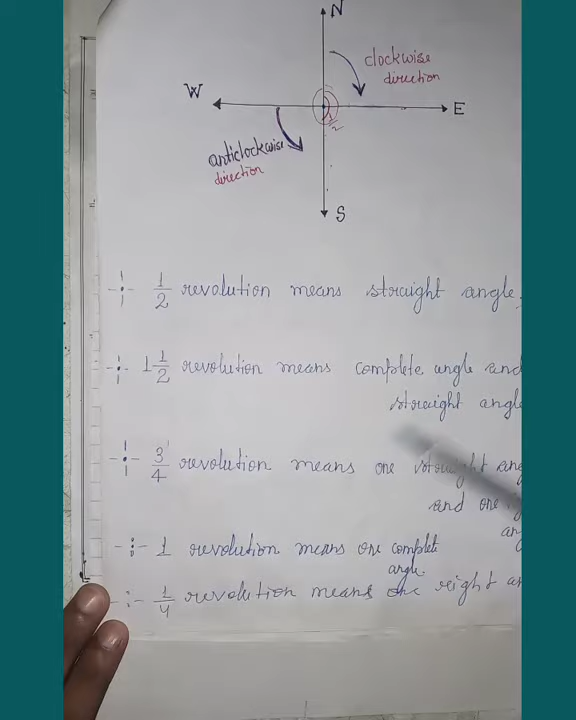 N
clockwise
direction
W
E
2
anticlockwise
direction
S
1/2 revolution means straight angle.
1 1/2 revolution means complete angle and
straight angle
3/4 revolution means one straight
and one
1 revolution means one complete
angle
1/4 revolution means one right